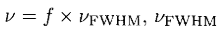 ν = f × ν_FWHM, ν_FWHM